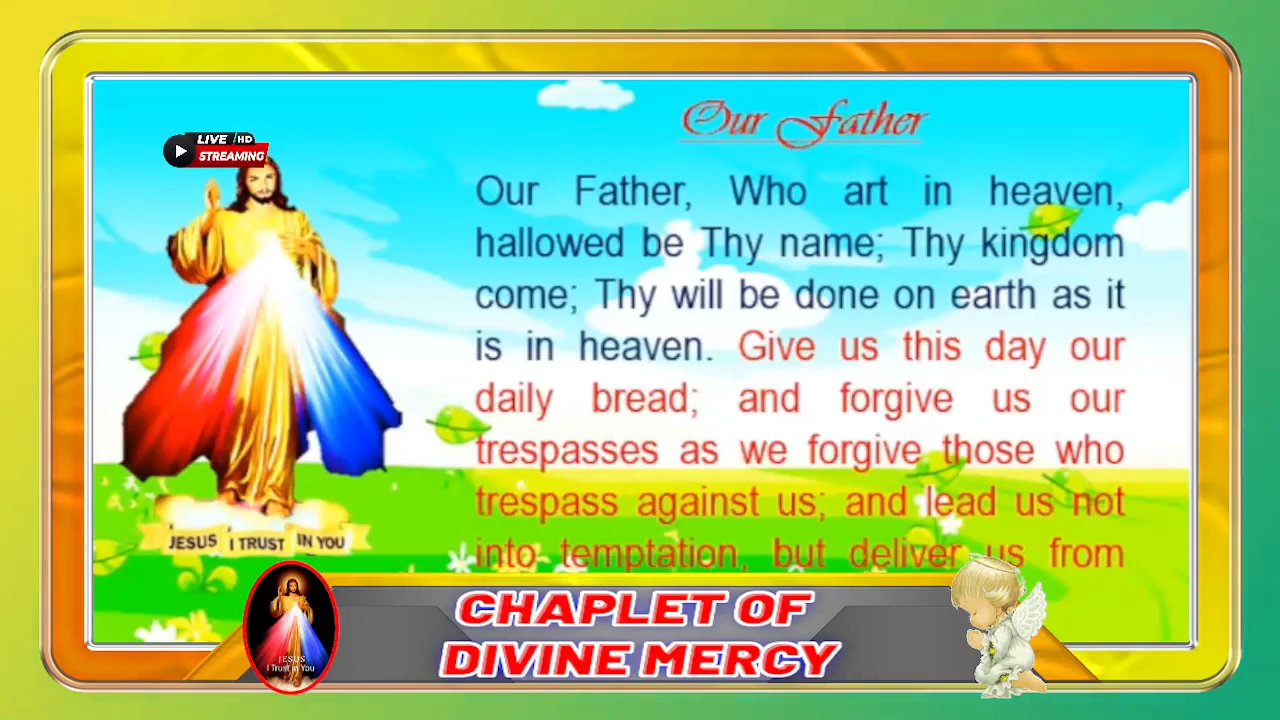 Our Father
LIVE /HD
STREAMING
Our Father, Who art in heaven,
hallowed be Thy name; Thy kingdom
come; Thy will be done on earth as it
is in heaven. Give us this day our
daily bread; and forgive us our
trespasses as we forgive those who
trespass against us; and lead us not
into temptation, but deliver us from
JESUS I TRUST IN YOU
JESUS
I Trust in You
CHAPLET OF
DIVINE MERCY